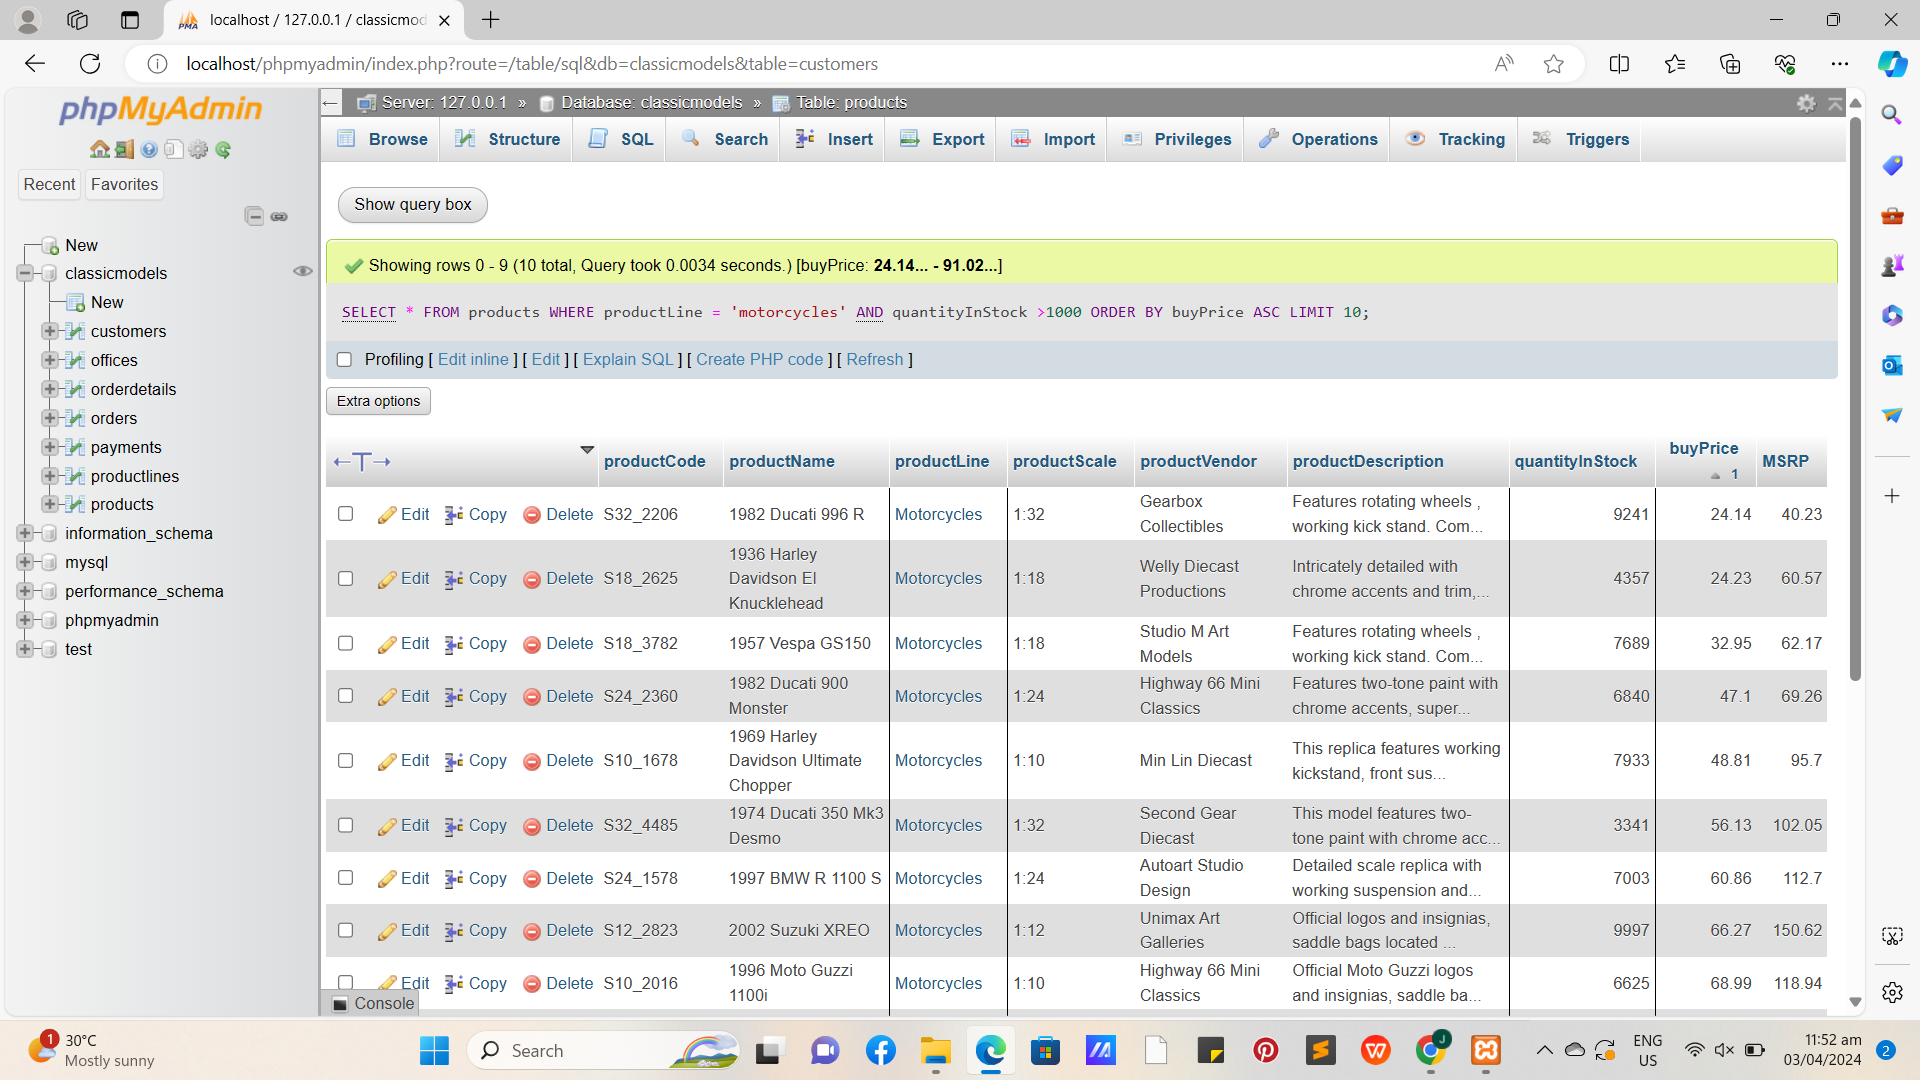 localhost / 127.0.0.1 / classicmod
localhost/phpmyadmin/index.php?route=/table/sql&db=classicmodels&table=customers
phpMyAdmin
Recent Favorites
New
classicmodels
New
customers
offices
orderdetails
orders
payments
productlines
products
information_schema
mysql
performance_schema
phpmyadmin
test
Server: 127.0.0.1 » Database: classicmodels » Table: products
Browse Structure SQL Search Insert Export Import Privileges Operations Tracking Triggers
Show query box
Showing rows 0 - 9 (10 total, Query took 0.0034 seconds.) [buyPrice: 24.14... - 91.02...]
SELECT * FROM products WHERE productLine = 'motorcycles' AND quantityInStock >1000 ORDER BY buyPrice ASC LIMIT 10;
Profiling [ Edit inline ] [ Edit ] [ Explain SQL ] [ Create PHP code ] [ Refresh ]
Extra options
←T→ productCode productName productLine productScale productVendor productDescription quantityInStock buyPrice 1 MSRP
Edit Copy Delete S32_2206 1982 Ducati 996 R Motorcycles 1:32 Gearbox Collectibles Features rotating wheels , working kick stand. Com... 9241 24.14 40.23
Edit Copy Delete S18_2625 1936 Harley Davidson El Knucklehead Motorcycles 1:18 Welly Diecast Productions Intricately detailed with chrome accents and trim,... 4357 24.23 60.57
Edit Copy Delete S18_3782 1957 Vespa GS150 Motorcycles 1:18 Studio M Art Models Features rotating wheels , working kick stand. Com... 7689 32.95 62.17
Edit Copy Delete S24_2360 1982 Ducati 900 Monster Motorcycles 1:24 Highway 66 Mini Classics Features two-tone paint with chrome accents, super... 6840 47.1 69.26
Edit Copy Delete S10_1678 1969 Harley Davidson Ultimate Chopper Motorcycles 1:10 Min Lin Diecast This replica features working kickstand, front sus... 7933 48.81 95.7
Edit Copy Delete S32_4485 1974 Ducati 350 Mk3 Desmo Motorcycles 1:32 Second Gear Diecast This model features two-tone paint with chrome acc... 3341 56.13 102.05
Edit Copy Delete S24_1578 1997 BMW R 1100 S Motorcycles 1:24 Autoart Studio Design Detailed scale replica with working suspension and... 7003 60.86 112.7
Edit Copy Delete S12_2823 2002 Suzuki XREO Motorcycles 1:12 Unimax Art Galleries Official logos and insignias, saddle bags located ... 9997 66.27 150.62
Edit Copy Delete S10_2016 1996 Moto Guzzi 1100i Motorcycles 1:10 Highway 66 Mini Classics Official Moto Guzzi logos and insignias, saddle ba... 6625 68.99 118.94
Console
1 30°C
Mostly sunny
Search
J
ENG
US
11:52 am
03/04/2024
2